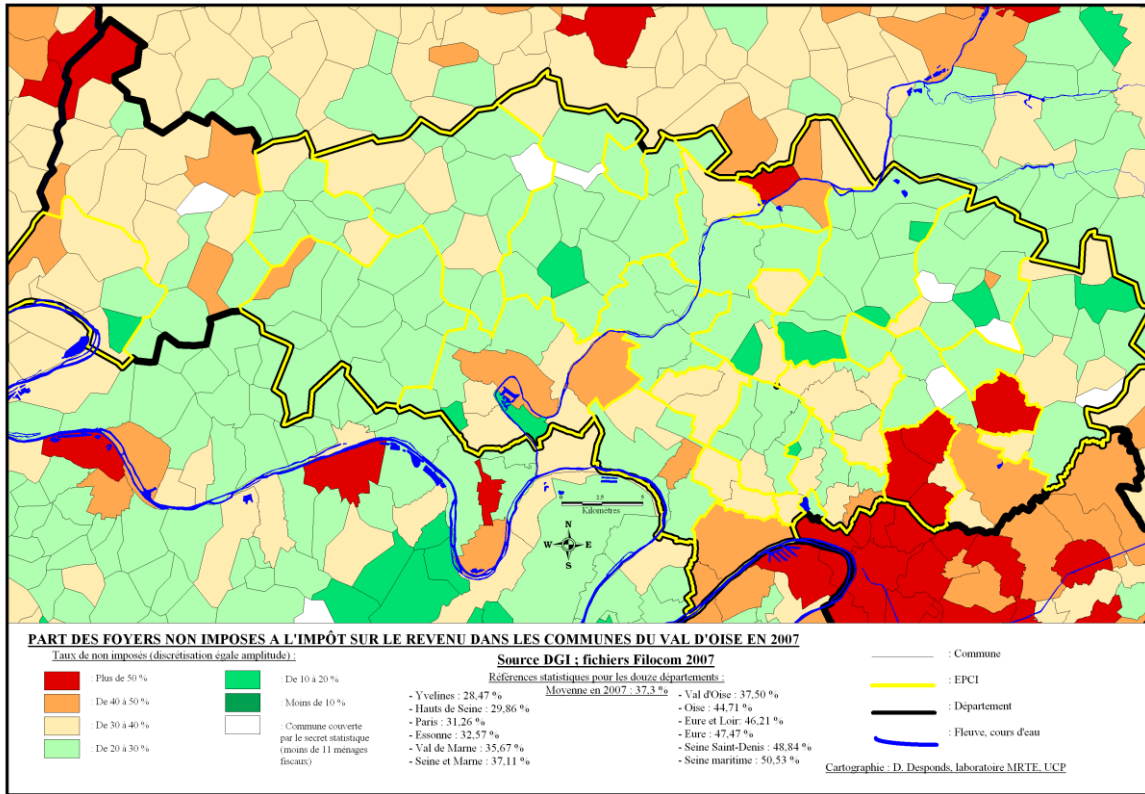 0 2,5 5
Kilomètres
N
W E
S
PART DES FOYERS NON IMPOSES A L'IMPÔT SUR LE REVENU DANS LES COMMUNES DU VAL D'OISE EN 2007
Taux de non imposés (discrétisation égale amplitude) :
: Plus de 50 %
: De 40 à 50 %
: De 30 à 40 %
: De 20 à 30 %
: De 10 à 20 %
: Moins de 10 %
: Commune couverte
par le secret statistique
(moins de 11 ménages
fiscaux)
Source DGI ; fichiers Filocom 2007
Références statistiques pour les douze départements :
Moyenne en 2007 : 37,3 %
- Yvelines : 28,47 %
- Hauts de Seine : 29,86 %
- Paris : 31,26 %
- Essonne : 32,57 %
- Val de Marne : 35,67 %
- Seine et Marne : 37,11 %
- Val d'Oise : 37,50 %
- Oise : 44,71 %
- Eure et Loir : 46,21 %
- Eure : 47,47 %
- Seine Saint-Denis : 48,84 %
- Seine maritime : 50,53 %
: Commune
: EPCI
: Département
: Fleuve, cours d'eau
Cartographie : D. Desponds, laboratoire MRTE, UCP